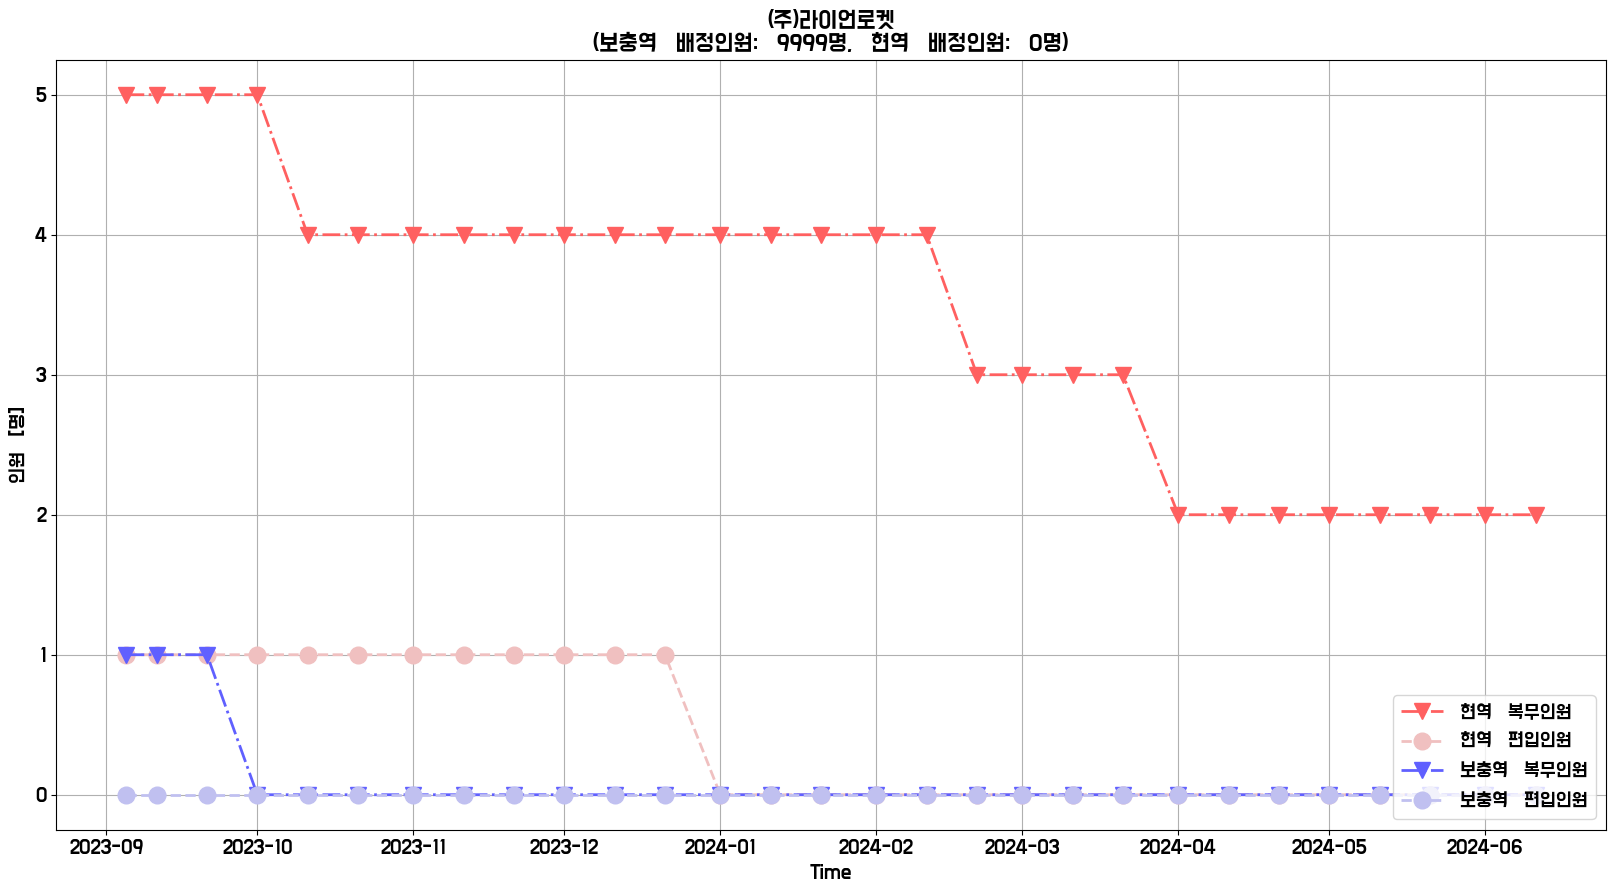 (주)라이언로켓
(보충역 배정인원: 9999명, 현역 배정인원: 0명)
5
4
3
2
1
0
인원 [명]
2023-09 2023-10 2023-11 2023-12 2024-01 2024-02 2024-03 2024-04 2024-05 2024-06
Time
현역 복무인원
현역 편입인원
보충역 복무인원
보충역 편입인원